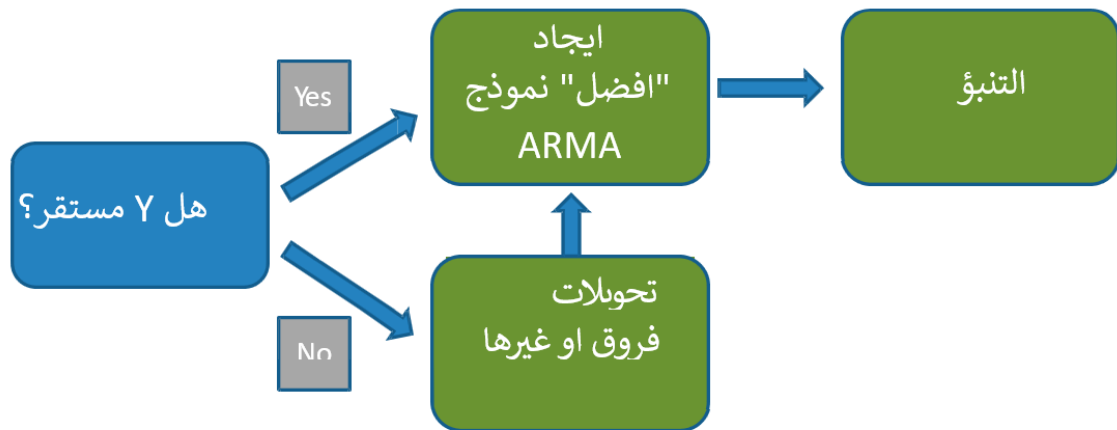 هل Y مستقر؟
Yes
No
ايجاد
"افضل" نموذج
ARMA
تحويلات
فروق او غيرها
التنبؤ